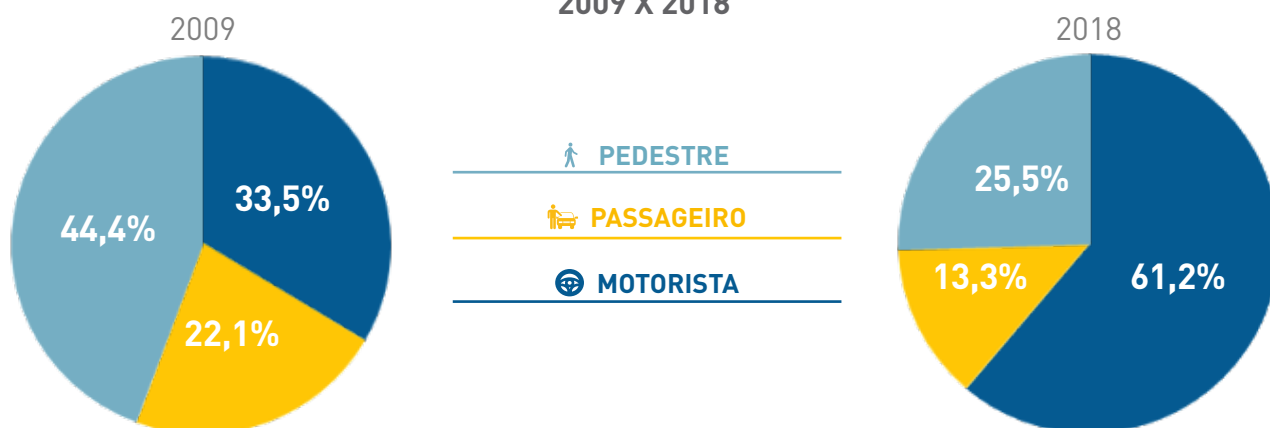 2009 X 2018
2009
2018
PEDESTRE
PASSAGEIRO
MOTORISTA
44,4%
33,5%
22,1%
25,5%
13,3%
61,2%